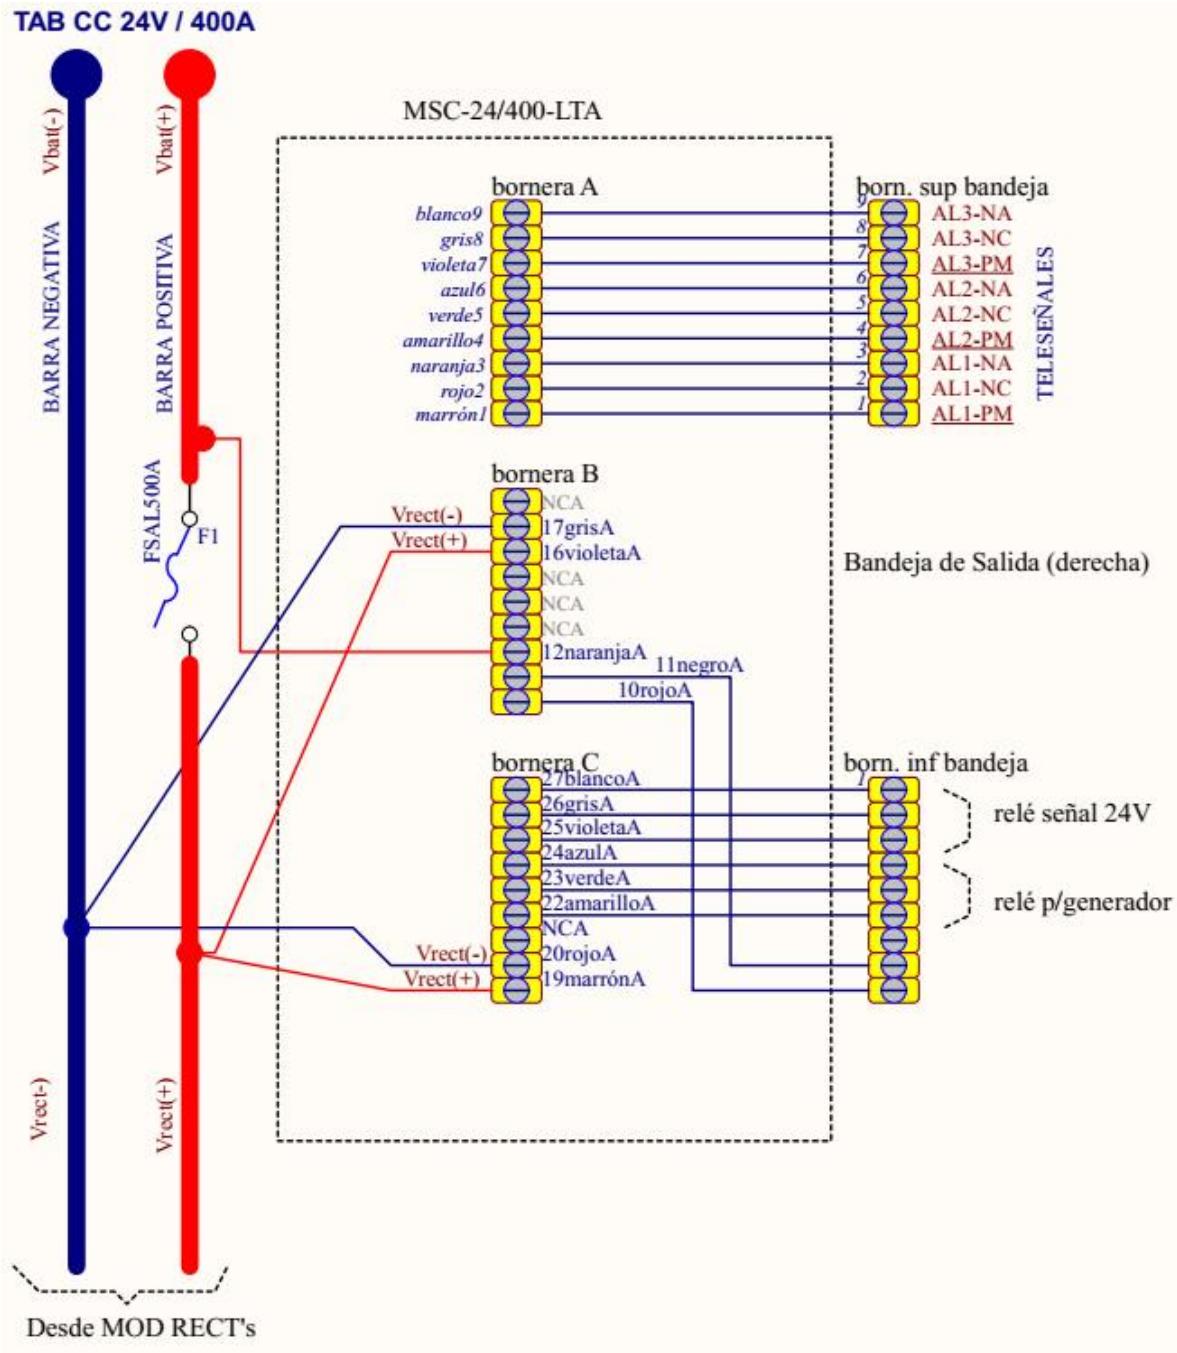 TAB CC 24V / 400A
Vbat(-)
Vbat(+)
BARRA NEGATIVA
BARRA POSITIVA
MSC-24/400-LTA
bornera A
born. sup bandeja
blanco9
9
AL3-NA
gris8
8
AL3-NC
violeta7
7
AL3-PM
azul6
6
AL2-NA
verde5
5
AL2-NC
amarillo4
4
AL2-PM
naranja3
3
AL1-NA
rojo2
2
AL1-NC
marrón1
1
AL1-PM
TELESEÑALES
FSAL500A
F1
bornera B
NCA
Vrect(-)
17grisA
Vrect(+)
16violetaA
NCA
NCA
NCA
12naranjaA
11negroA
10rojoA
Bandeja de Salida (derecha)
bornera C
born. inf bandeja
27blancoA
1
26grisA
relé señal 24V
25violetaA
24azulA
23verdeA
relé p/generador
22amarilloA
NCA
Vrect(-)
20rojoA
Vrect(+)
19marrónA
Vrect-)
Vrect(+)
Desde MOD RECT's